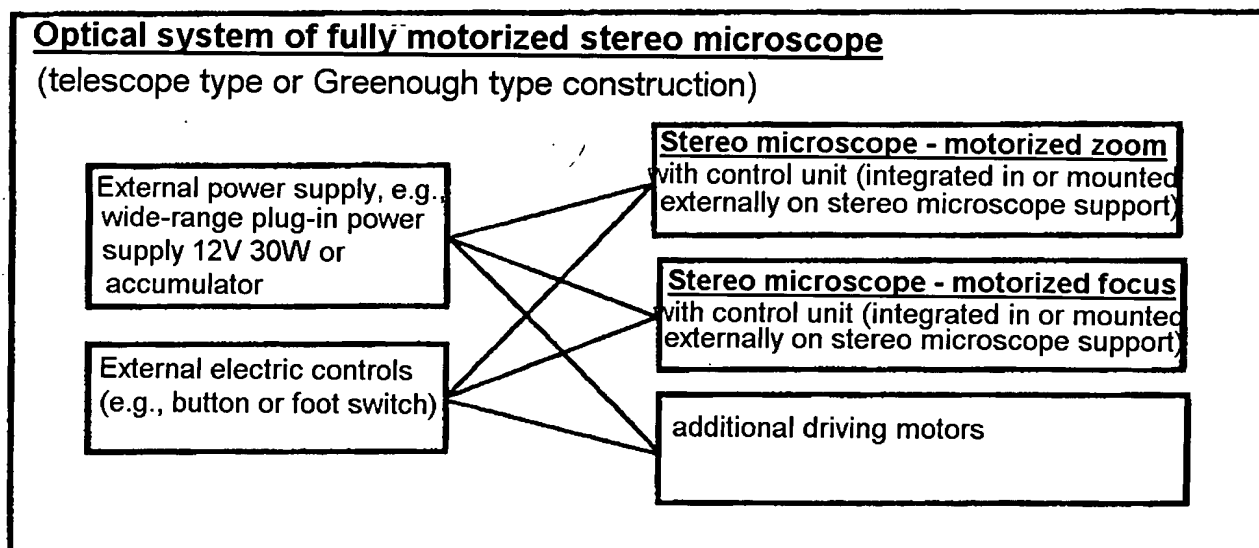 Optical system of fully motorized stereo microscope
(telescope type or Greenough type construction)
External power supply, e.g.,
wide-range plug-in power
supply 12V 30W or
accumulator
External electric controls
(e.g., button or foot switch)
Stereo microscope - motorized zoom
with control unit (integrated in or mounted
externally on stereo microscope support)
Stereo microscope - motorized focus
with control unit (integrated in or mounted
externally on stereo microscope support)
additional driving motors